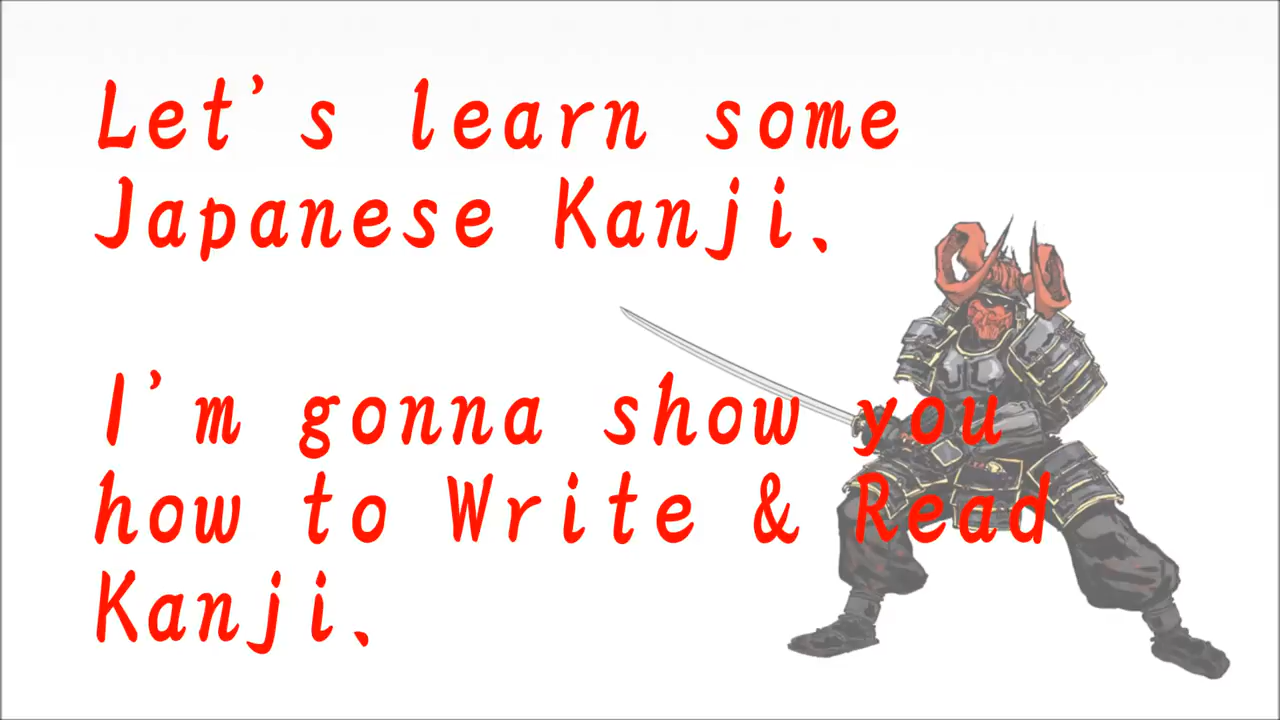 Let's learn some
Japanese Kanji、
I'm gonna show you
how to Write & Read
Kanji、